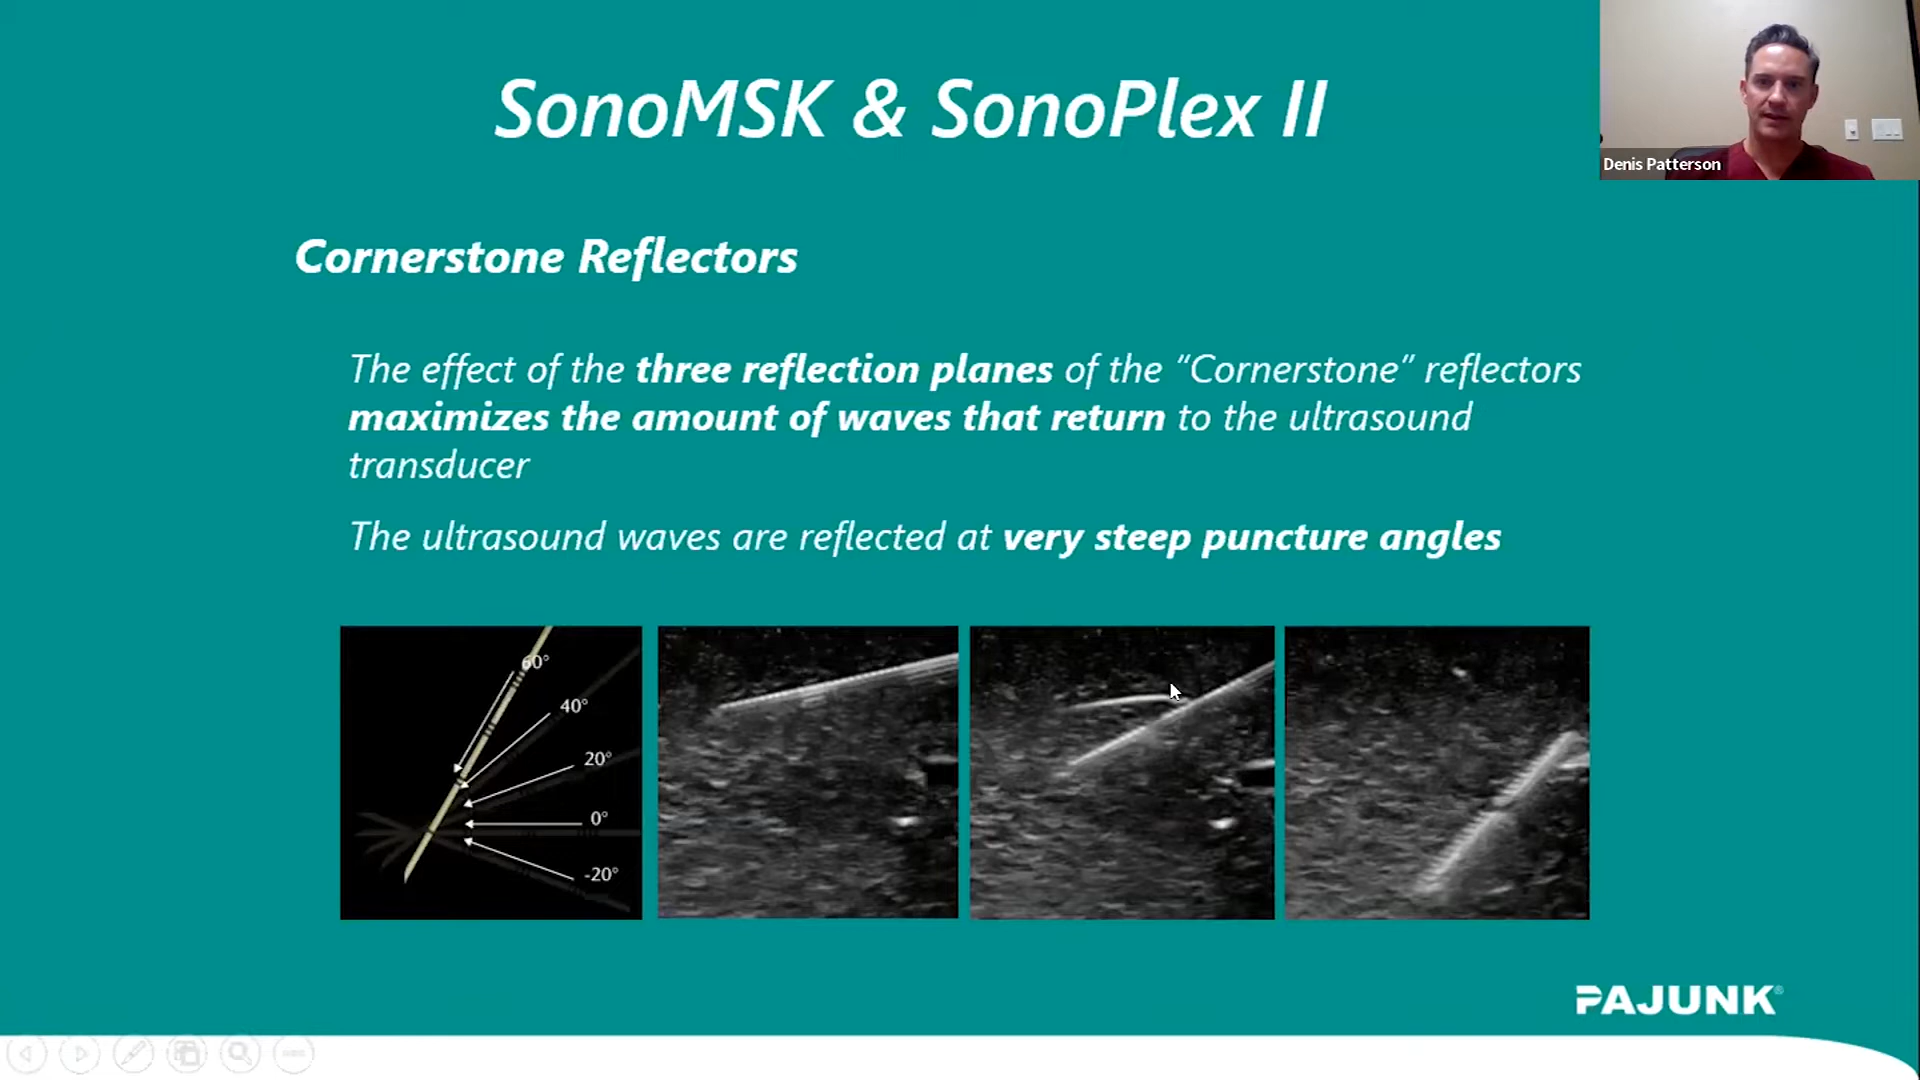 SonoMSK & SonoPlex II
Denis Patterson
Cornerstone Reflectors
The effect of the three reflection planes of the “Cornerstone” reflectors
maximizes the amount of waves that return to the ultrasound
transducer
The ultrasound waves are reflected at very steep puncture angles
60°
40°
20°
0°
-20°
PAJUNK®